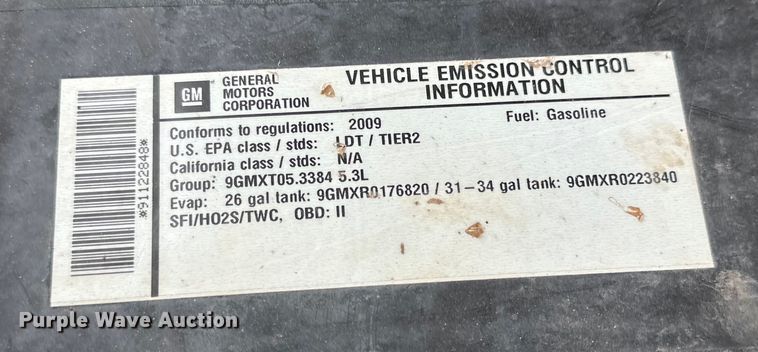 GM
GENERAL
MOTORS
CORPORATION
VEHICLE EMISSION CONTROL
INFORMATION
Conforms to regulations: 2009
Fuel: Gasoline
U.S. EPA class / stds: LDT / TIER2
California class / stds: N/A
Group: 9GMXT05.3384 5.3L
Evap: 26 gal tank: 9GMXR0176820 / 31-34 gal tank: 9GMXR0223840
SFI/HO2S/TWC, OBD: II
*91122848*
Purple Wave Auction